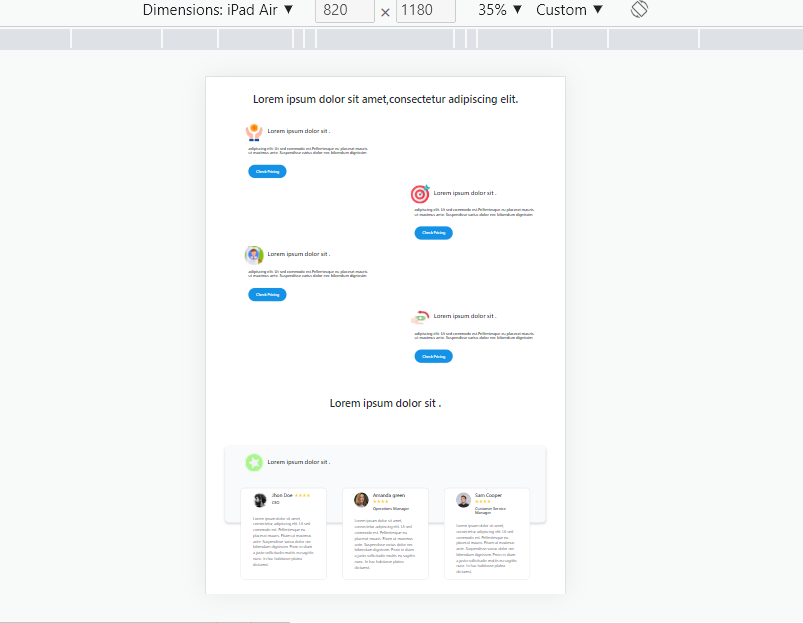 Dimensions: iPad Air ▼ 820 × 1180 35% ▼ Custom ▼
Lorem ipsum dolor sit amet,consectetur adipiscing elit.
Lorem ipsum dolor sit .
adipiscing elit. Ut sed commodo est.Pellentesque eu placerat mauris.
ut maximus ante. Suspendisse varius dolor nec bibendum dignissim
Check Pricing
Lorem ipsum dolor sit .
adipiscing elit. Ut sed commodo est.Pellentesque eu placerat mauris.
ut maximus ante. Suspendisse varius dolor nec bibendum dignissim
Check Pricing
Lorem ipsum dolor sit .
adipiscing elit. Ut sed commodo est.Pellentesque eu placerat mauris.
ut maximus ante. Suspendisse varius dolor nec bibendum dignissim
Check Pricing
Lorem ipsum dolor sit .
adipiscing elit. Ut sed commodo est.Pellentesque eu placerat mauris.
ut maximus ante. Suspendisse varius dolor nec bibendum dignissim
Check Pricing
Lorem ipsum dolor sit .
Lorem ipsum dolor sit .
Jhon Doe
CEO
Lorem ipsum dolor sit amet,
consectetur adipiscing elit.
Pellentesque eu
placerat mauris. Ut maximus
ante. Suspendisse varius dolor nec
bibendum dignissim. Proin in diam
a justo sollicitudin mattis eu sagittis
nunc. In hac habitasse platea
dictumst.
Amanda green
Operations Manager
Lorem ipsum dolor sit amet,
consectetur adipiscing elit.
Pellentesque eu
placerat mauris. Ut maximus
ante. Suspendisse varius dolor nec
bibendum dignissim. Proin in diam
a justo sollicitudin mattis eu sagittis
nunc. In hac habitasse platea
dictumst.
Sam Cooper
Customer Service
Manager
Lorem ipsum dolor sit amet,
consectetur adipiscing elit.
Pellentesque eu
placerat mauris. Ut maximus
ante. Suspendisse varius dolor nec
bibendum dignissim. Proin in diam
a justo sollicitudin mattis eu sagittis
nunc. In hac habitasse platea
dictumst.